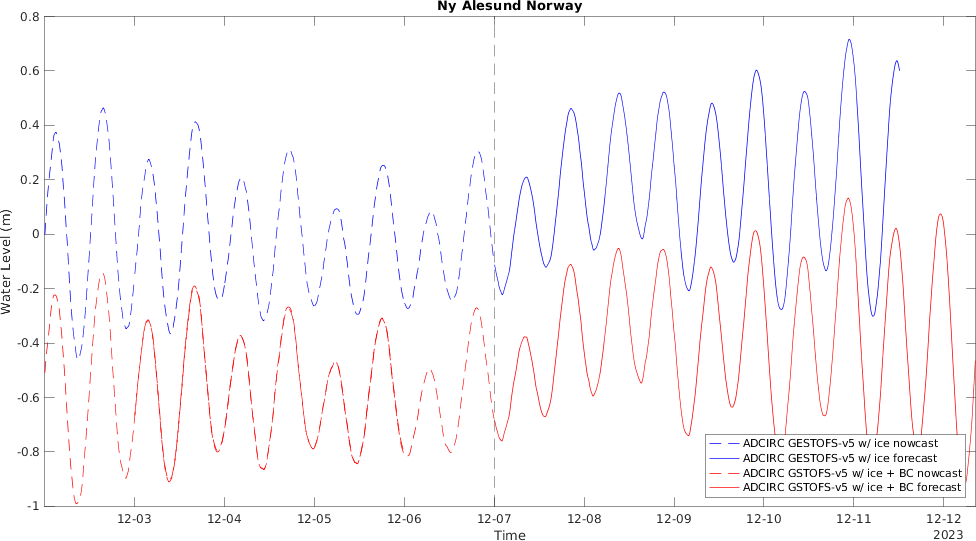 Ny Alesund Norway
Water Level (m)
0.8
0.6
0.4
0.2
0
-0.2
-0.4
-0.6
-0.8
-1
ADCIRC GESTOFS-v5 w/ ice nowcast
ADCIRC GESTOFS-v5 w/ ice forecast
ADCIRC GSTOFS-v5 w/ ice + BC nowcast
ADCIRC GSTOFS-v5 w/ ice + BC forecast
12-03 12-04 12-05 12-06 12-07 12-08 12-09 12-10 12-11 12-12
Time 2023